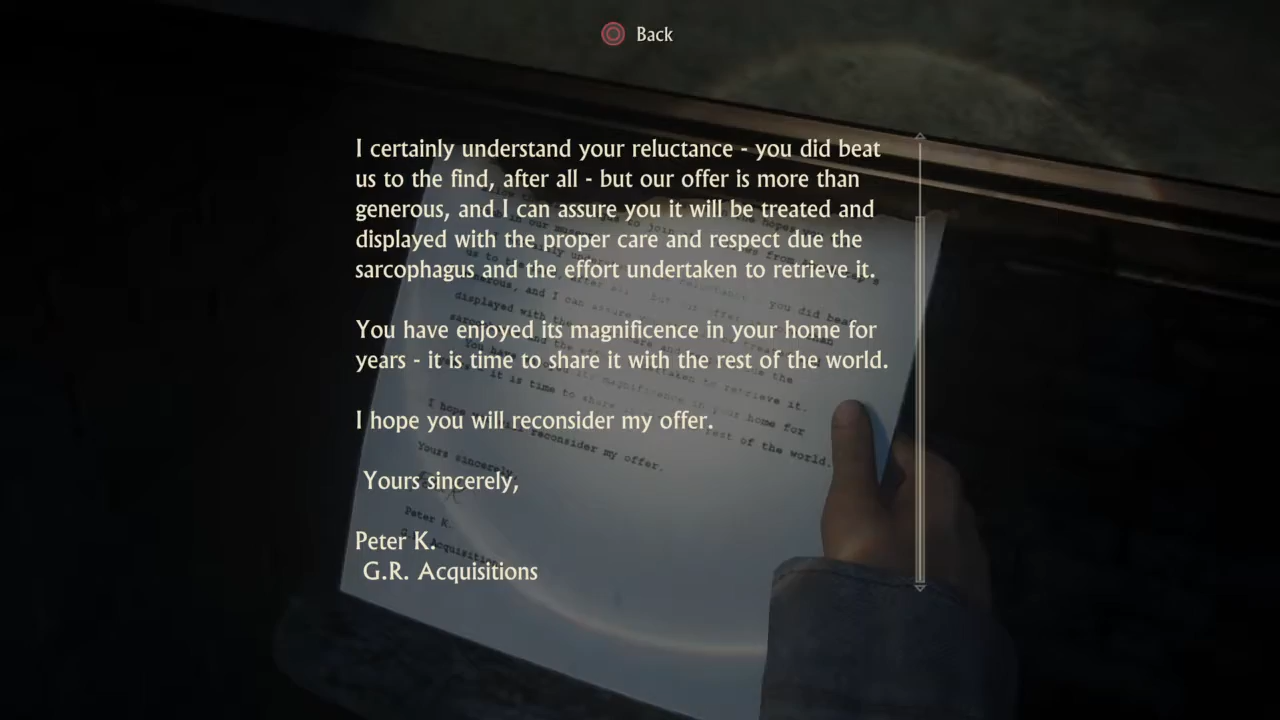 Back
I certainly understand your reluctance - you did beat
us to the find, after all - but our offer is more than
generous, and I can assure you it will be treated and
displayed with the proper care and respect due the
sarcophagus and the effort undertaken to retrieve it.
You have enjoyed its magnificence in your home for
years - it is time to share it with the rest of the world.
I hope you will reconsider my offer.
Yours sincerely,
Peter K.
G.R. Acquisitions